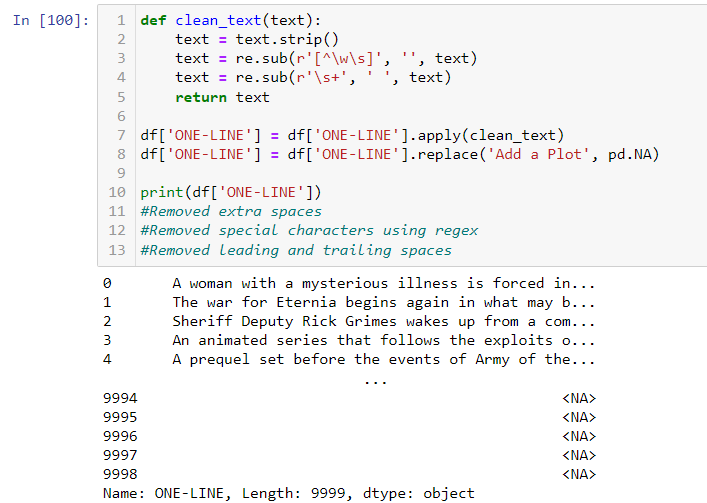 In [100]:
1 def clean_text(text):
2     text = text.strip()
3     text = re.sub(r'[^\w\s]', '', text)
4     text = re.sub(r'\s+', ' ', text)
5     return text
6
7 df['ONE-LINE'] = df['ONE-LINE'].apply(clean_text)
8 df['ONE-LINE'] = df['ONE-LINE'].replace('Add a Plot', pd.NA)
9
10 print(df['ONE-LINE'])
11 #Removed extra spaces
12 #Removed special characters using regex
13 #Removed leading and trailing spaces
0       A woman with a mysterious illness is forced in...
1       The war for Eternia begins again in what may b...
2       Sheriff Deputy Rick Grimes wakes up from a com...
3       An animated series that follows the exploits o...
4       A prequel set before the events of Army of the...
                              ...
9994                                                 <NA>
9995                                                 <NA>
9996                                                 <NA>
9997                                                 <NA>
9998                                                 <NA>
Name: ONE-LINE, Length: 9999, dtype: object